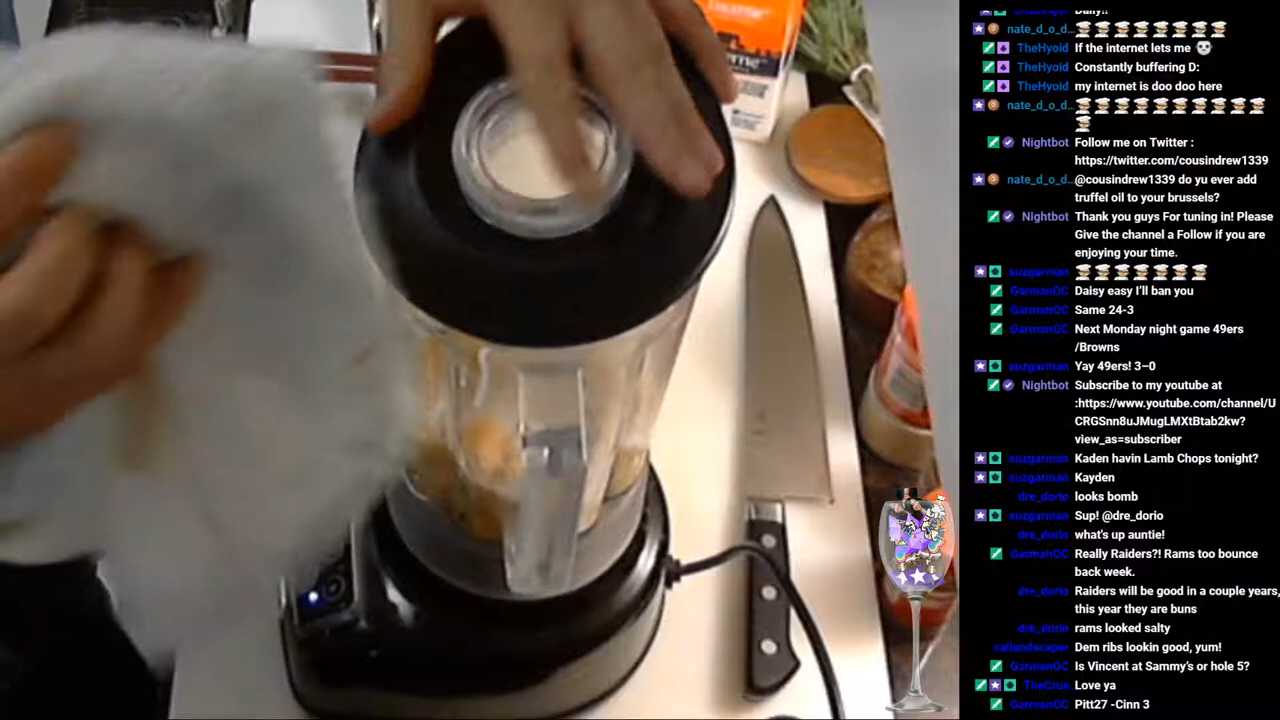 Daisy!!
nate_d_o_d...
TheHyoid If the internet lets me
TheHyoid Constantly buffering D:
TheHyoid my internet is doo doo here
nate_d_o_d...
Nightbot Follow me on Twitter :
https://twitter.com/cousindrew1339
nate_d_o_d... @cousindrew1339 do yu ever add
truffel oil to your brussels?
Nightbot Thank you guys For tuning in! Please
Give the channel a Follow if you are
enjoying your time.
suzgarman
GarmanOC Daisy easy I'll ban you
GarmanOC Same 24-3
GarmanOC Next Monday night game 49ers
/Browns
suzgarman Yay 49ers! 3–0
Nightbot Subscribe to my youtube at
:https://www.youtube.com/channel/U
CRGSnn8uJMugLMXtBtab2kw?
view_as=subscriber
suzgarman Kaden havin Lamb Chops tonight?
suzgarman Kayden
dre_dorio looks bomb
suzgarman Sup! @dre_dorio
dre_dorio what's up auntie!
GarmanOC Really Raiders?! Rams too bounce
back week.
dre_dorio Raiders will be good in a couple years,
this year they are buns
dre_dorio rams looked salty
callandscaper Dem ribs lookin good, yum!
GarmanOC Is Vincent at Sammy's or hole 5?
TheCrue Love ya
GarmanOC Pitt27 -Cinn 3